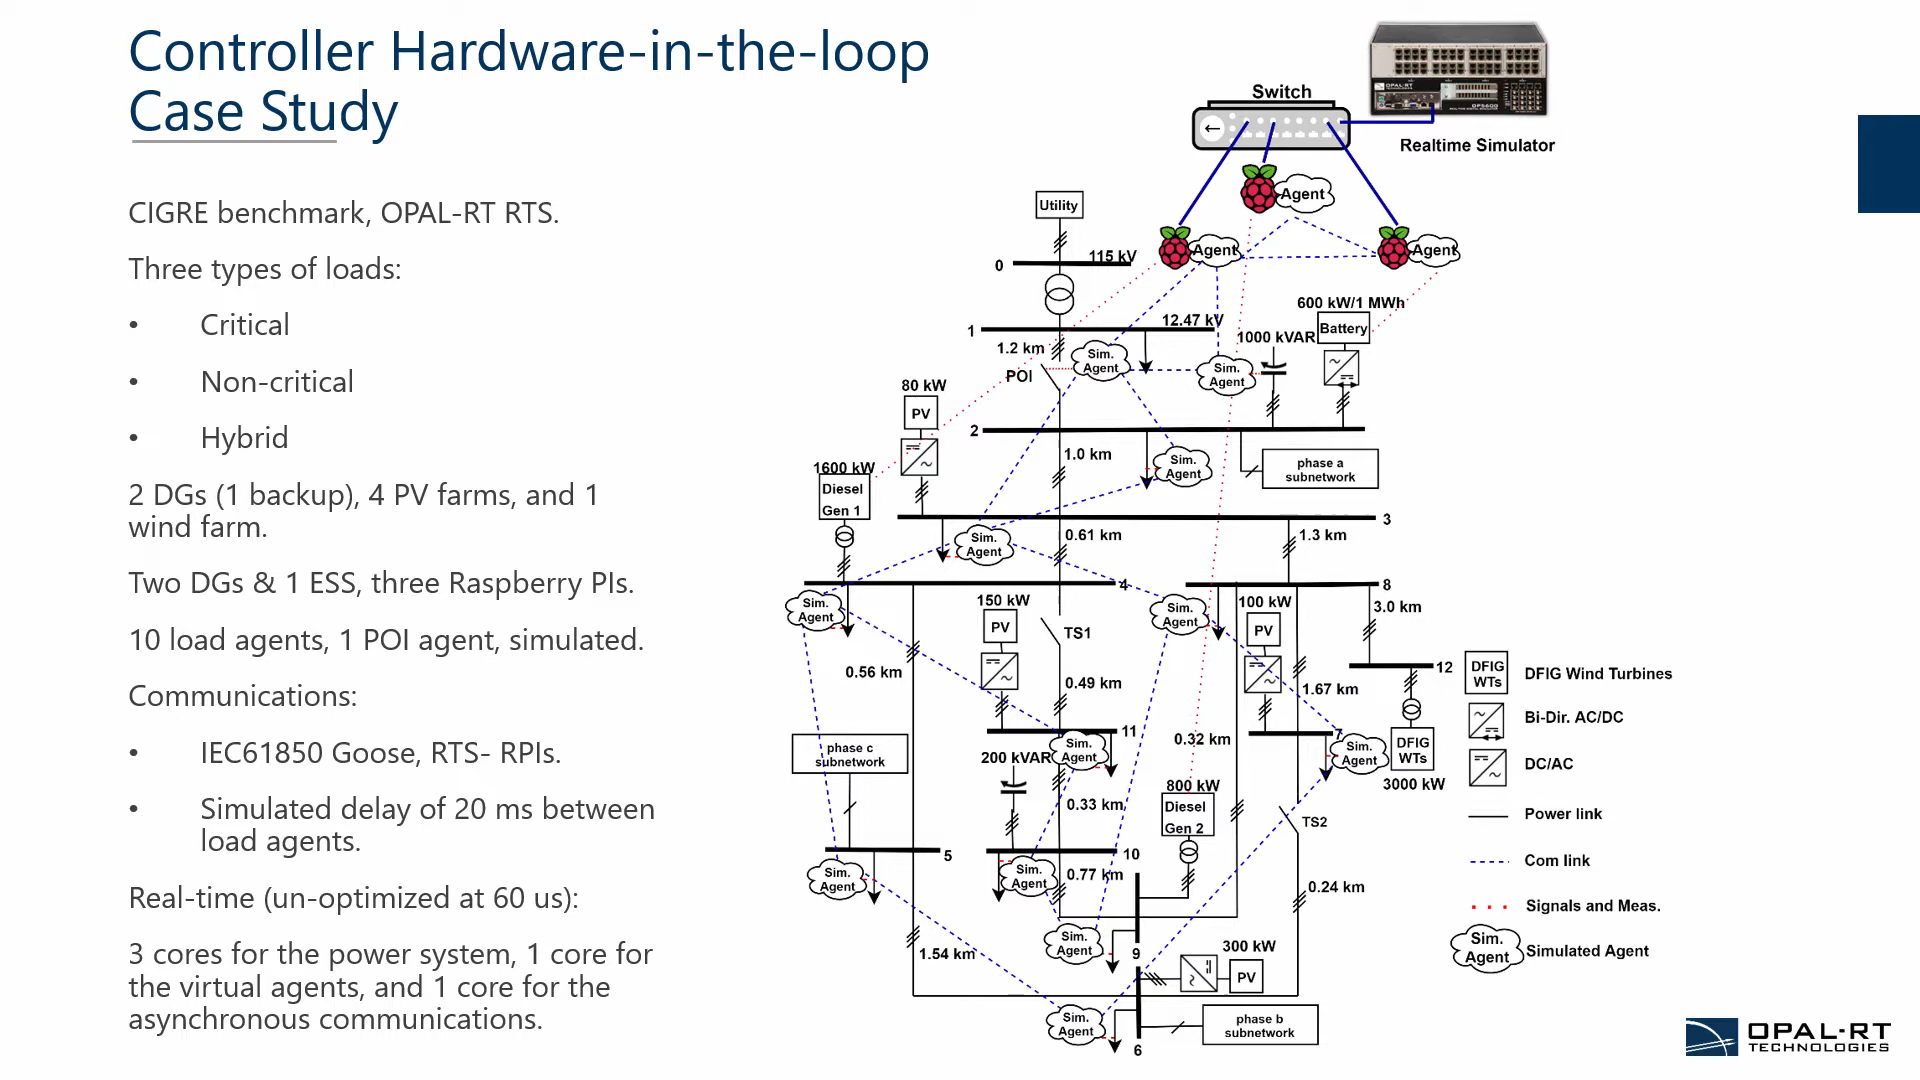 Controller Hardware-in-the-loop
Case Study
CIGRE benchmark, OPAL-RT RTS.
Three types of loads:
• Critical
• Non-critical
• Hybrid
2 DGs (1 backup), 4 PV farms, and 1
wind farm.
Two DGs & 1 ESS, three Raspberry PIs.
10 load agents, 1 POI agent, simulated.
Communications:
• IEC61850 Goose, RTS- RPIs.
• Simulated delay of 20 ms between
load agents.
Real-time (un-optimized at 60 us):
3 cores for the power system, 1 core for
the virtual agents, and 1 core for the
asynchronous communications.
Switch
OPAL-RT
TECHNOLOGIES
OP5600
Realtime Simulator
Agent
Agent
Agent
Utility
0
115 kV
1
12.47 kV
1.2 km
POI
Sim.
Agent
Sim.
Agent
1000 kVAR
600 kW/1 MWh
Battery
80 kW
PV
2
1.0 km
Sim.
Agent
phase a
subnetwork
1600 kW
Diesel
Gen 1
3
Sim.
Agent
0.61 km
1.3 km
4
8
Sim.
Agent
150 kW
PV
TS1
Sim.
Agent
100 kW
PV
3.0 km
0.56 km
0.49 km
1.67 km
12
11
Sim.
Agent
0.32 km
7
Sim.
Agent
DFIG
WTs
3000 kW
phase c
subnetwork
200 kVAR
0.33 km
800 kW
Diesel
Gen 2
TS2
5
Sim.
Agent
10
Sim.
Agent
0.77 km
0.24 km
Sim.
Agent
9
1.54 km
300 kW
PV
Sim.
Agent
6
phase b
subnetwork
DFIG
WTs
DFIG Wind Turbines
Bi-Dir. AC/DC
DC/AC
Power link
Com link
Signals and Meas.
Sim.
Agent
Simulated Agent
OPAL-RT
TECHNOLOGIES